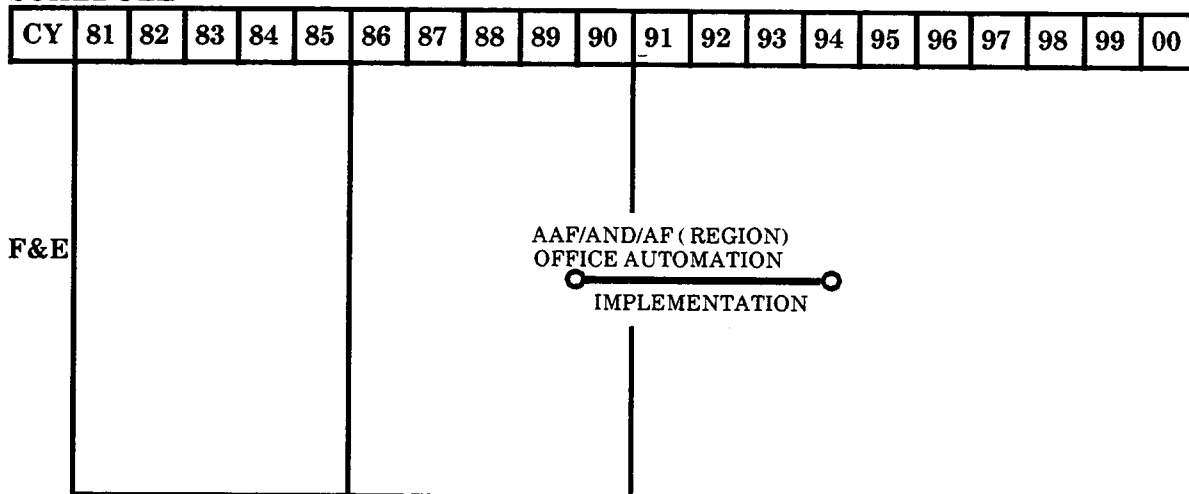 CY 81 82 83 84 85 86 87 88 89 90 91 92 93 94 95 96 97 98 99 00
AAF/AND/AF ( REGION)
F&E
OFFICE AUTOMATION
IMPLEMENTATION